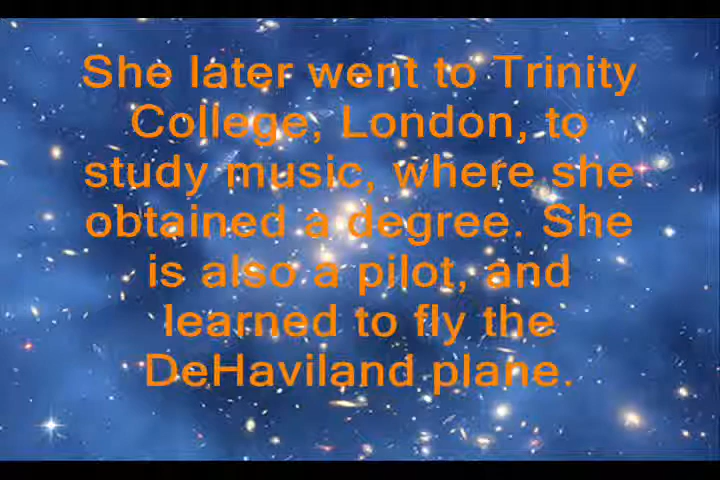 She later went to Trinity
College, London, to
study music, where she
obtained a degree. She
is also a pilot, and
learned to fly the
DeHaviland plane.